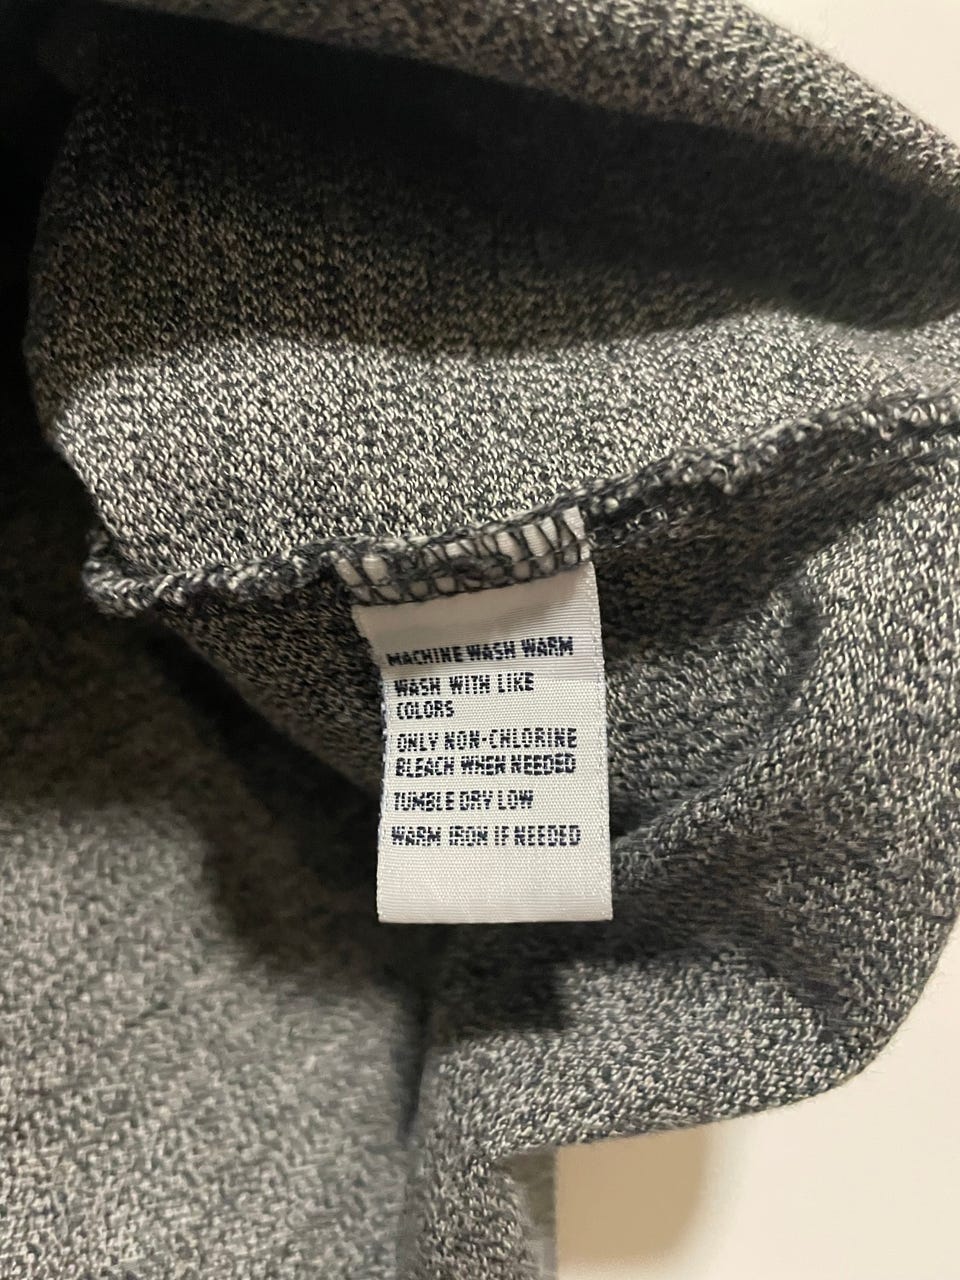 MACHINE WASH WARM
WASH WITH LIKE
COLORS
ONLY NON-CHLORINE
BLEACH WHEN NEEDED
TUMBLE DRY LOW
WARM IRON IF NEEDED